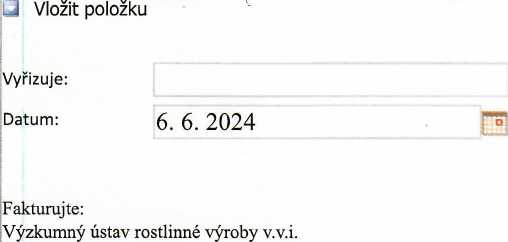 Vložit položku
Vyřizuje:
Datum: 6. 6. 2024
Fakturujte:
Výzkumný ústav rostlinné výroby v.v.i.